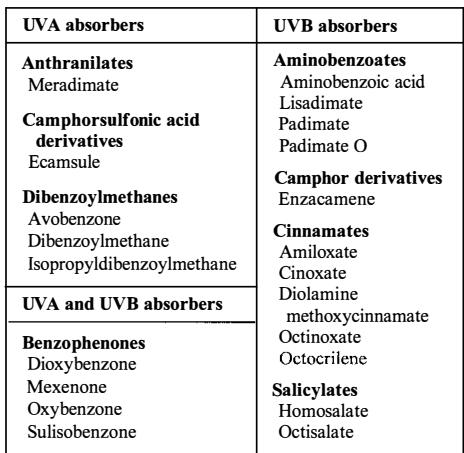 UVA absorbers
Anthranilates
Meradimate
Camphorsulfonic acid
derivatives
Ecamsule
Dibenzoylmethanes
Avobenzone
Dibenzoylmethane
Isopropyldibenzoylmethane
UVA and UVB absorbers
Benzophenones
Dioxybenzone
Mexenone
Oxybenzone
Sulisobenzone
UVB absorbers
Aminobenzoates
Aminobenzoic acid
Lisadimate
Padimate
Padimate O
Camphor derivatives
Enzacamene
Cinnamates
Amiloxate
Cinoxate
Diolamine
methoxycinnamate
Octinoxate
Octocrilene
Salicylates
Homosalate
Octisalate